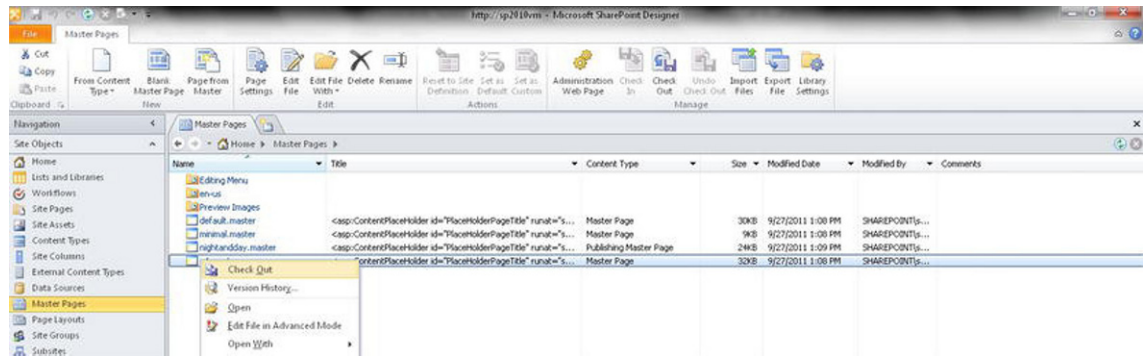 http://sp2010vm - Microsoft SharePoint Designer
File Master Pages
Cut
Copy
Paste
Clipboard
From Content Type
Blank Master Page
Page from Master
New
Page Settings
Edit File
Edit File With
Delete
Rename
Edit
Reset to Site Definition
Set as Default
Set as Custom
Actions
Administration Web Page
Check In
Check Out
Undo Check Out
Import Files
Export File
Library Settings
Manage
Navigation
Master Pages
Site Objects
Home Master Pages
Home
Lists and Libraries
Workflows
Site Pages
Site Assets
Content Types
Site Columns
External Content Types
Data Sources
Master Pages
Page Layouts
Site Groups
Subsites
Name Title Content Type Size Modified Date Modified By Comments
Editing Menu
en-us
Preview Images
default.master <asp:ContentPlaceHolder id="PlaceHolderPageTitle" runat="s... Master Page 30KB 9/27/2011 1:08 PM SHAREPOINT\s...
minimal.master <asp:ContentPlaceHolder id="PlaceHolderPageTitle" runat="s... Master Page 9KB 9/27/2011 1:08 PM SHAREPOINT\s...
nightandday.master <asp:ContentPlaceHolder id="PlaceHolderPageTitle" runat="s... Publishing Master Page 24KB 9/27/2011 1:09 PM SHAREPOINT\s...
ContentPlaceHolder id="PlaceHolderPageTitle" runat="s... Master Page 32KB 9/27/2011 1:08 PM SHAREPOINT\s...
Check Out
Version History...
Open
Edit File in Advanced Mode
Open With